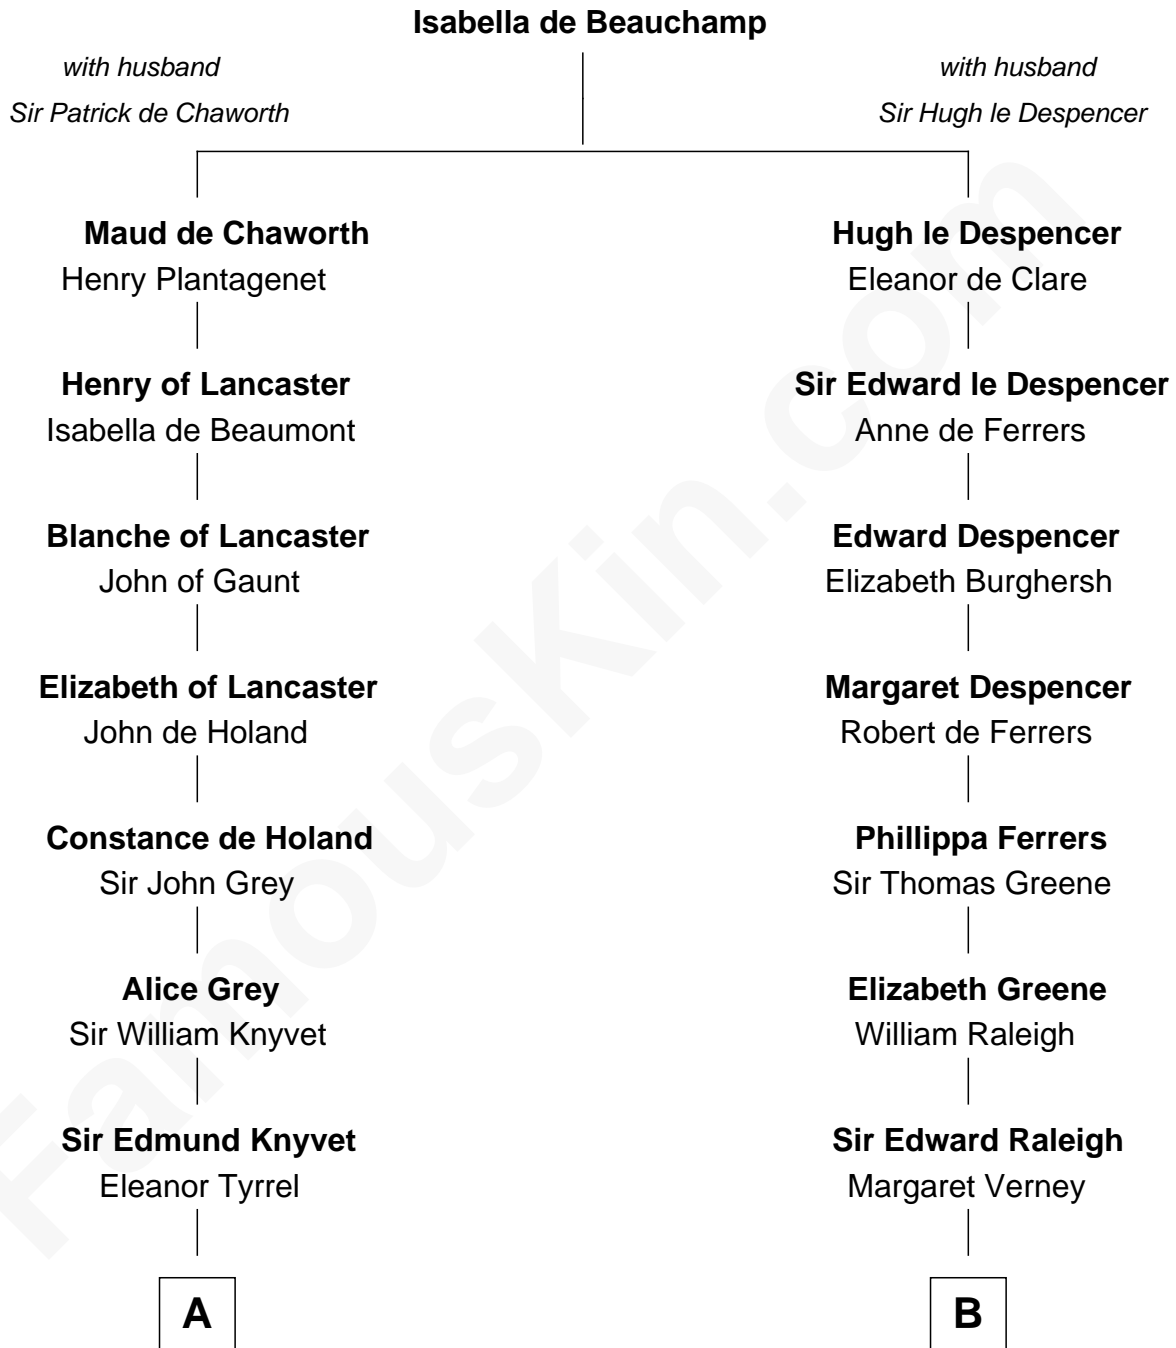 Isabella de Beauchamp
with husband
Sir Patrick de Chaworth
with husband
Sir Hugh le Despencer
Maud de Chaworth
Henry Plantagenet
Hugh le Despencer
Eleanor de Clare
Henry of Lancaster
Isabella de Beaumont
Sir Edward le Despencer
Anne de Ferrers
Blanche of Lancaster
John of Gaunt
Edward Despencer
Elizabeth Burghersh
Elizabeth of Lancaster
John de Holand
Margaret Despencer
Robert de Ferrers
Constance de Holand
Sir John Grey
Phillippa Ferrers
Sir Thomas Greene
Alice Grey
Sir William Knyvet
Elizabeth Greene
William Raleigh
Sir Edmund Knyvet
Eleanor Tyrrel
Sir Edward Raleigh
Margaret Verney
A
B
FamousKin.com